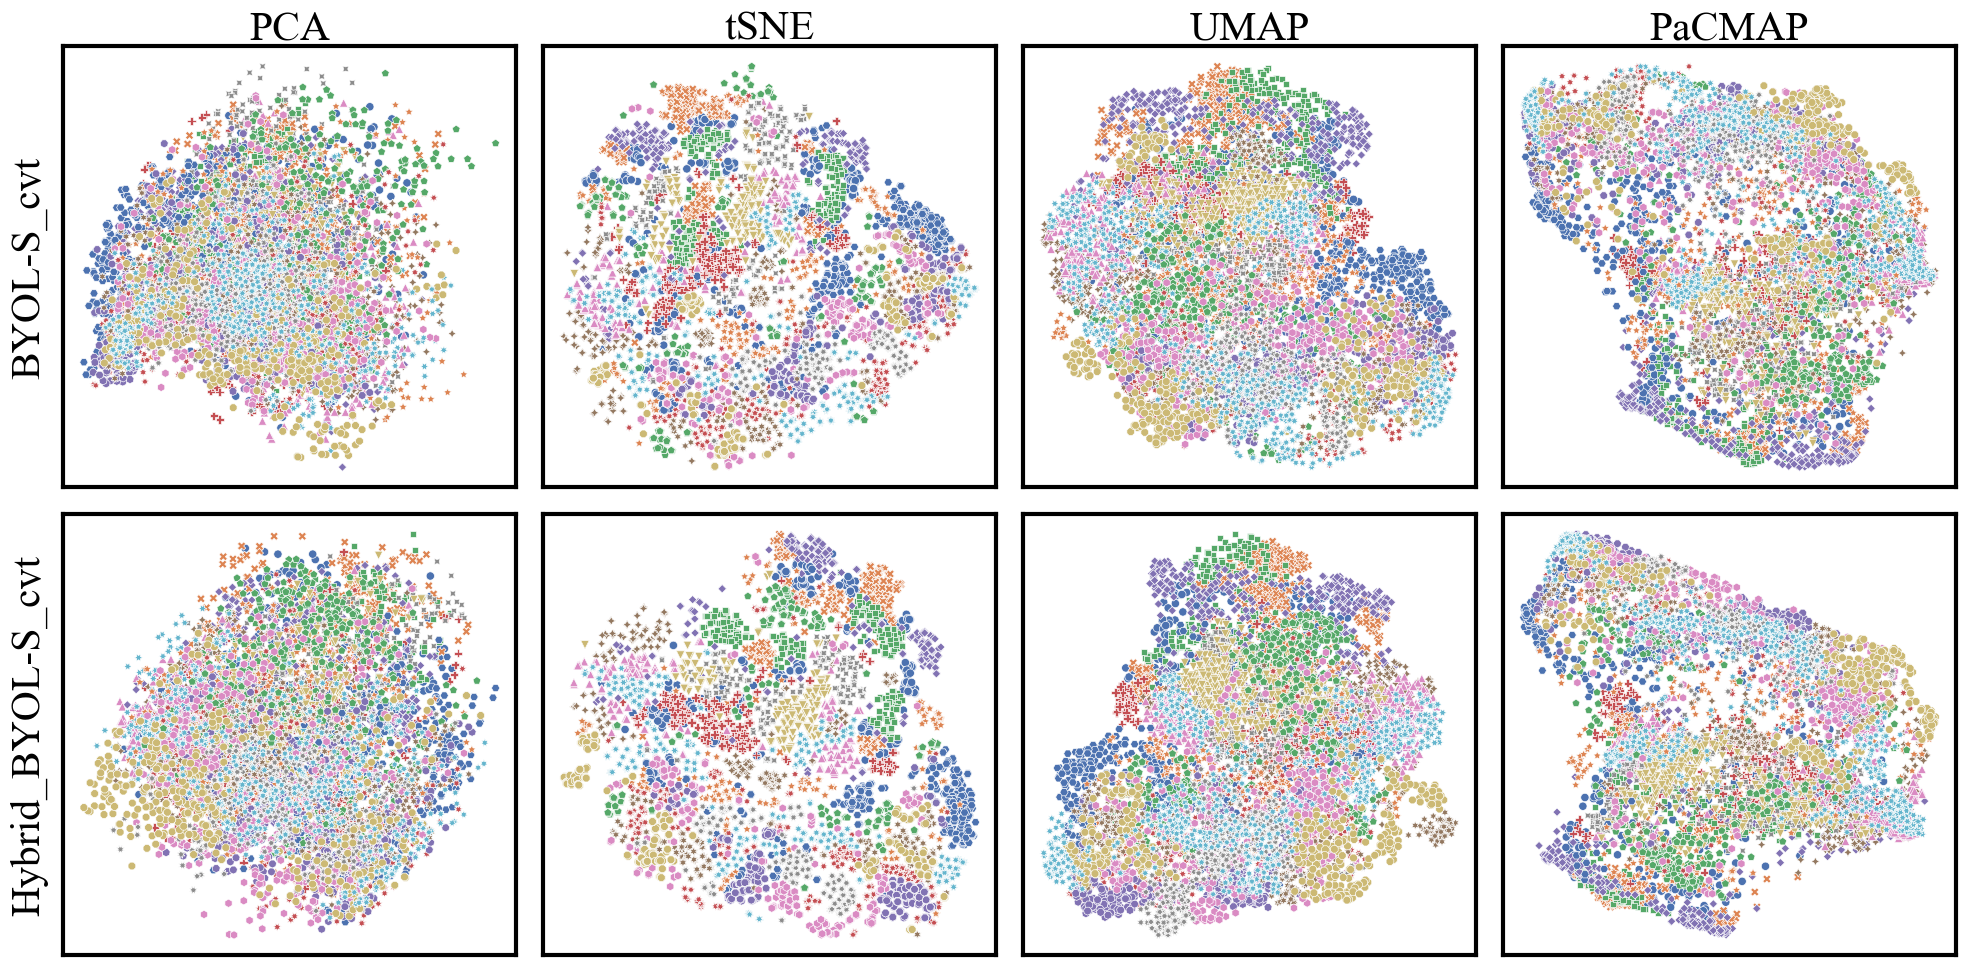 PCA
tSNE
UMAP
PaCMAP
BYOL-S_cvt
Hybrid_BYOL-S_cvt